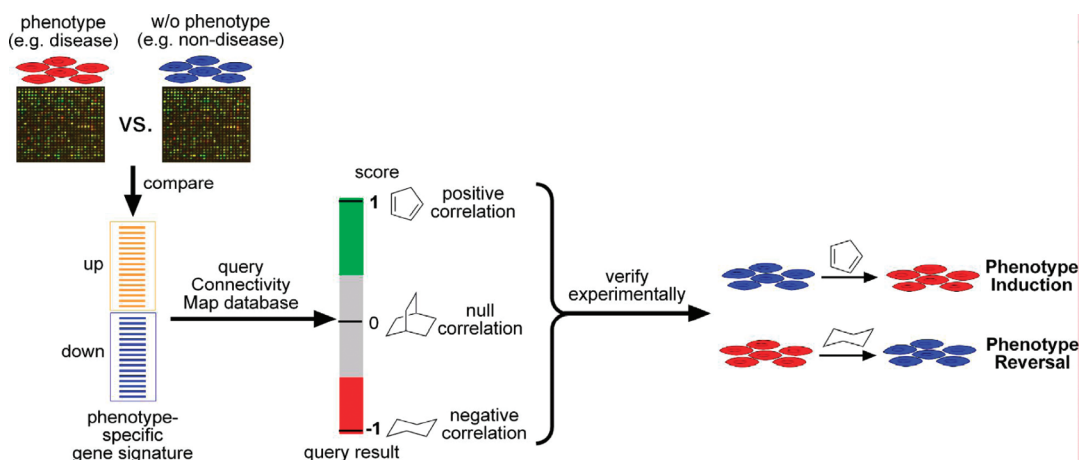 phenotype
(e.g. disease)
w/o phenotype
(e.g. non-disease)
vs.
compare
up
down
phenotype-
specific
gene signature
query
Connectivity
Map database
score
1
positive
correlation
0
null
correlation
-1
negative
correlation
query result
verify
experimentally
Phenotype
Induction
Phenotype
Reversal